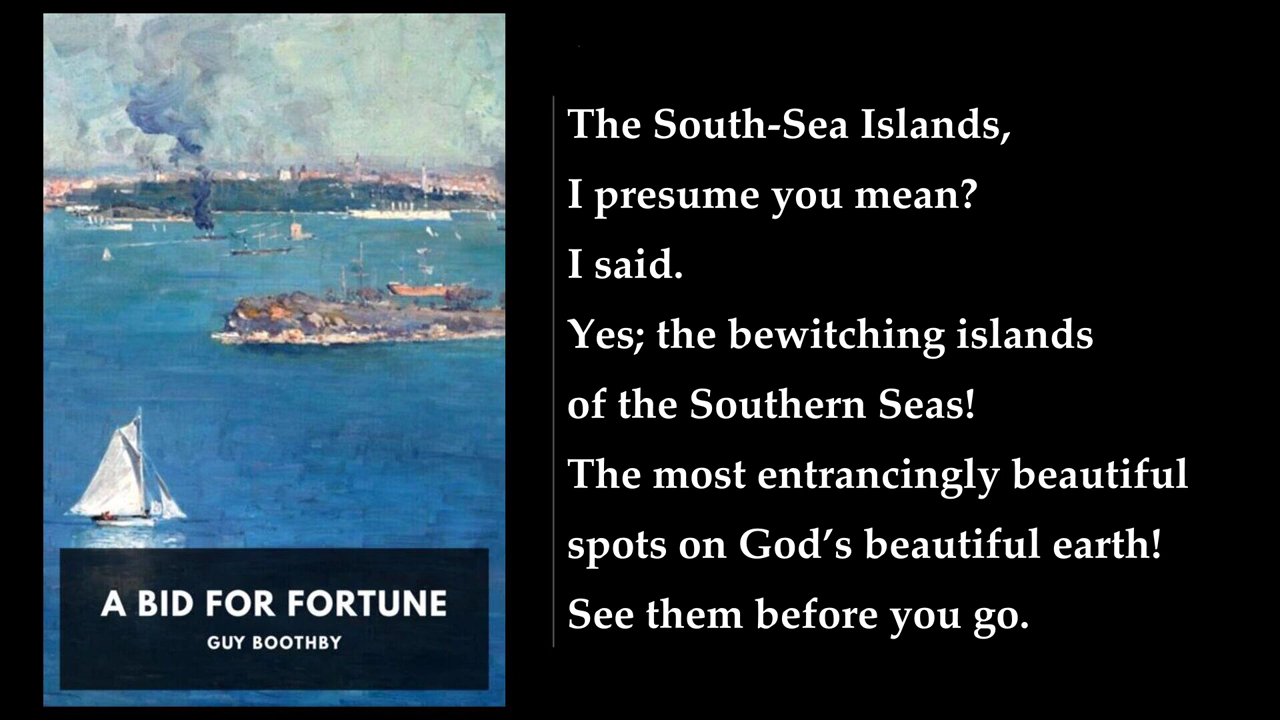 The South-Sea Islands,
I presume you mean?
I said.
Yes; the bewitching islands
of the Southern Seas!
The most entrancingly beautiful
spots on God’s beautiful earth!
See them before you go.
A BID FOR FORTUNE
GUY BOOTHBY